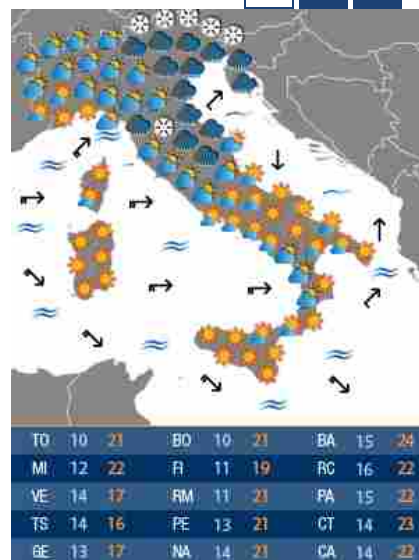 TO 10 21 BO 10 21 BA 15 24
MI 12 22 FI 11 19 RC 16 22
VE 14 17 RM 11 21 PA 15 22
TS 14 16 PE 13 21 CT 14 23
GE 13 17 NA 14 21 CA 14 22